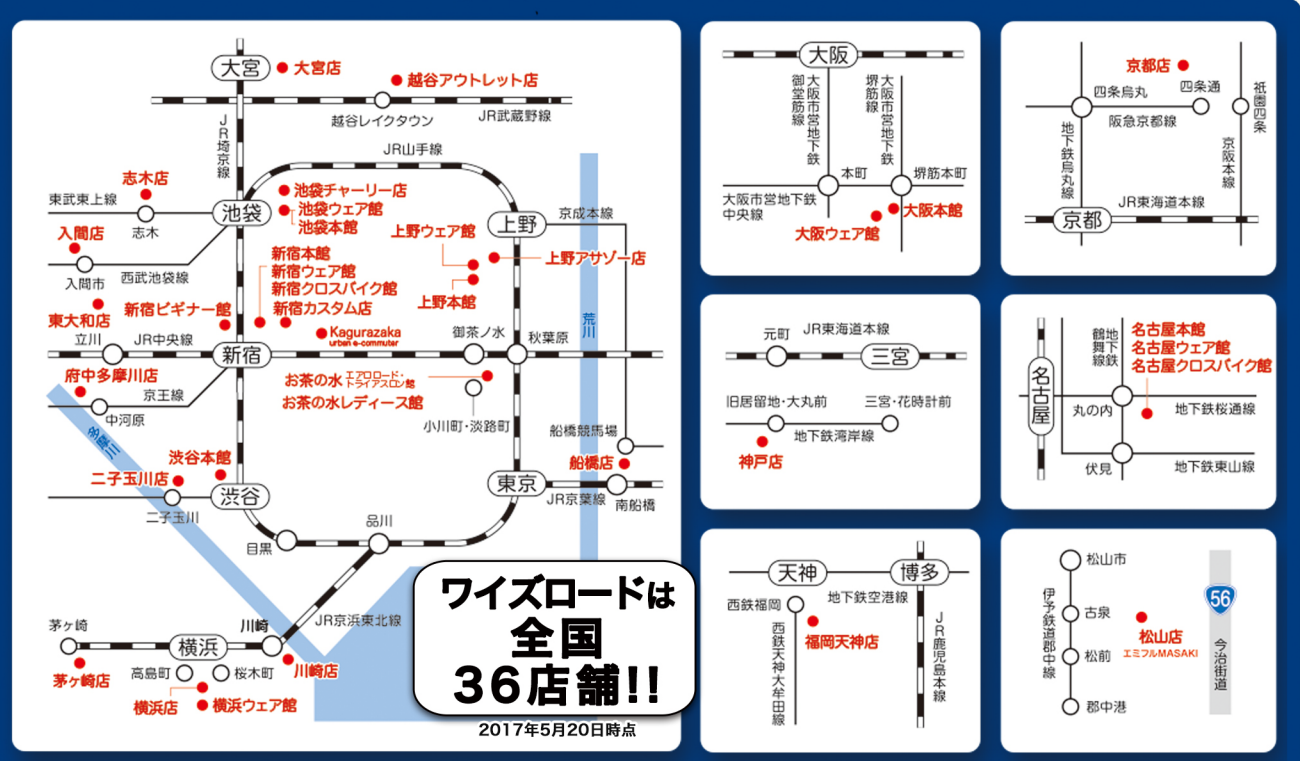 大宮
大宮店
越谷アウトレット店
越谷レイクタウン
JR武蔵野線
JR埼京線
JR山手線
志木店
東武東上線
志木
池袋
池袋チャーリー店
池袋ウェア館
池袋本館
上野
京成本線
入間店
入間市
西武池袋線
上野ウェア館
上野アサゾー店
上野本館
新宿本館
新宿ウェア館
新宿クロスバイク館
新宿カスタム店
新宿ビギナー館
東大和店
立川
JR中央線
新宿
Kagurazaka
urban e-commuter
御茶ノ水
秋葉原
荒川
府中多摩川店
京王線
中河原
お茶の水
エアロロード・
トライアスロン館
お茶の水レディース館
小川町・淡路町
多摩川
船橋競馬場
船橋店
渋谷本館
二子玉川店
渋谷
二子玉川
東京
JR京葉線
南船橋
目黒
品川
JR京浜東北線
茅ヶ崎
横浜
川崎
茅ヶ崎店
高島町
桜木町
川崎店
横浜店
横浜ウェア館
ワイズロードは
全国
36店舗!!
2017年5月20日時点
大阪
大阪市営地下鉄
御堂筋線
大阪市営地下鉄
堺筋線
本町
堺筋本町
大阪市営地下鉄
中央線
大阪本館
大阪ウェア館
京都店
四条烏丸
四条通
祇園四条
阪急京都線
地下鉄烏丸線
京阪本線
JR東海道本線
京都
元町
JR東海道本線
三宮
旧居留地・大丸前
三宮・花時計前
地下鉄湾岸線
神戸店
名古屋
地下鉄
鶴舞線
名古屋本館
名古屋ウェア館
名古屋クロスバイク館
丸の内
地下鉄桜通線
伏見
地下鉄東山線
天神
博多
西鉄福岡
地下鉄空港線
福岡天神店
西鉄天神大牟田線
JR鹿児島本線
松山市
伊予鉄道郡中線
古泉
松前
郡中港
松山店
エミフルMASAKI
56
今治街道